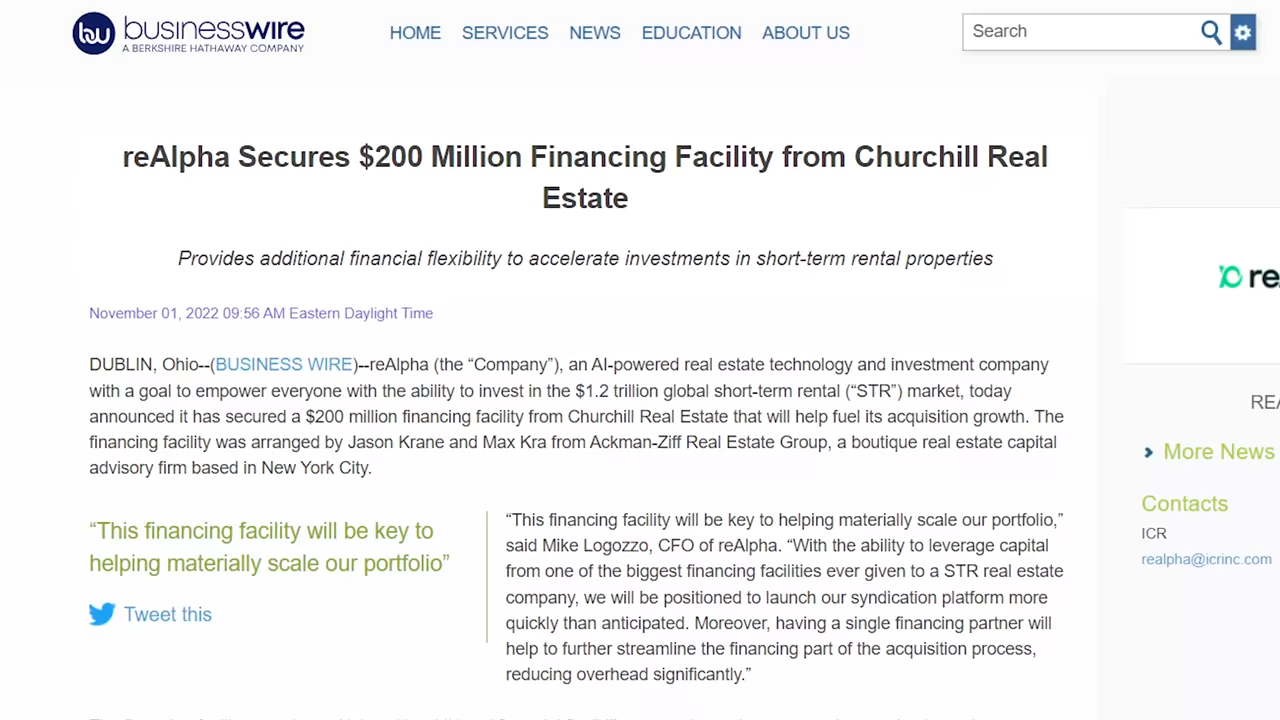 bw businesswire
A BERKSHIRE HATHAWAY COMPANY
HOME SERVICES NEWS EDUCATION ABOUT US
Search
reAlpha Secures $200 Million Financing Facility from Churchill Real
Estate
Provides additional financial flexibility to accelerate investments in short-term rental properties
November 01, 2022 09:56 AM Eastern Daylight Time
DUBLIN, Ohio--(BUSINESS WIRE)--reAlpha (the “Company”), an AI-powered real estate technology and investment company
with a goal to empower everyone with the ability to invest in the $1.2 trillion global short-term rental (“STR”) market, today
announced it has secured a $200 million financing facility from Churchill Real Estate that will help fuel its acquisition growth. The
financing facility was arranged by Jason Krane and Max Kra from Ackman-Ziff Real Estate Group, a boutique real estate capital
advisory firm based in New York City.
“This financing facility will be key to
helping materially scale our portfolio”
Tweet this
“This financing facility will be key to helping materially scale our portfolio,”
said Mike Logozzo, CFO of reAlpha. “With the ability to leverage capital
from one of the biggest financing facilities ever given to a STR real estate
company, we will be positioned to launch our syndication platform more
quickly than anticipated. Moreover, having a single financing partner will
help to further streamline the financing part of the acquisition process,
reducing overhead significantly.”
re
REA
More News
Contacts
ICR
realpha@icrinc.com